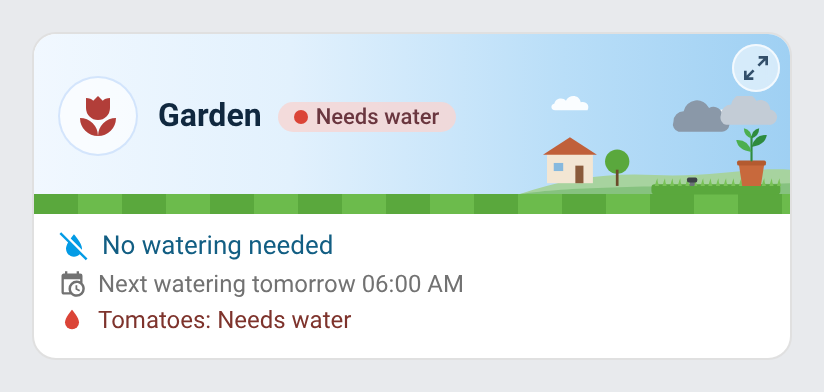 Garden
Needs water
No watering needed
Next watering tomorrow 06:00 AM
Tomatoes: Needs water